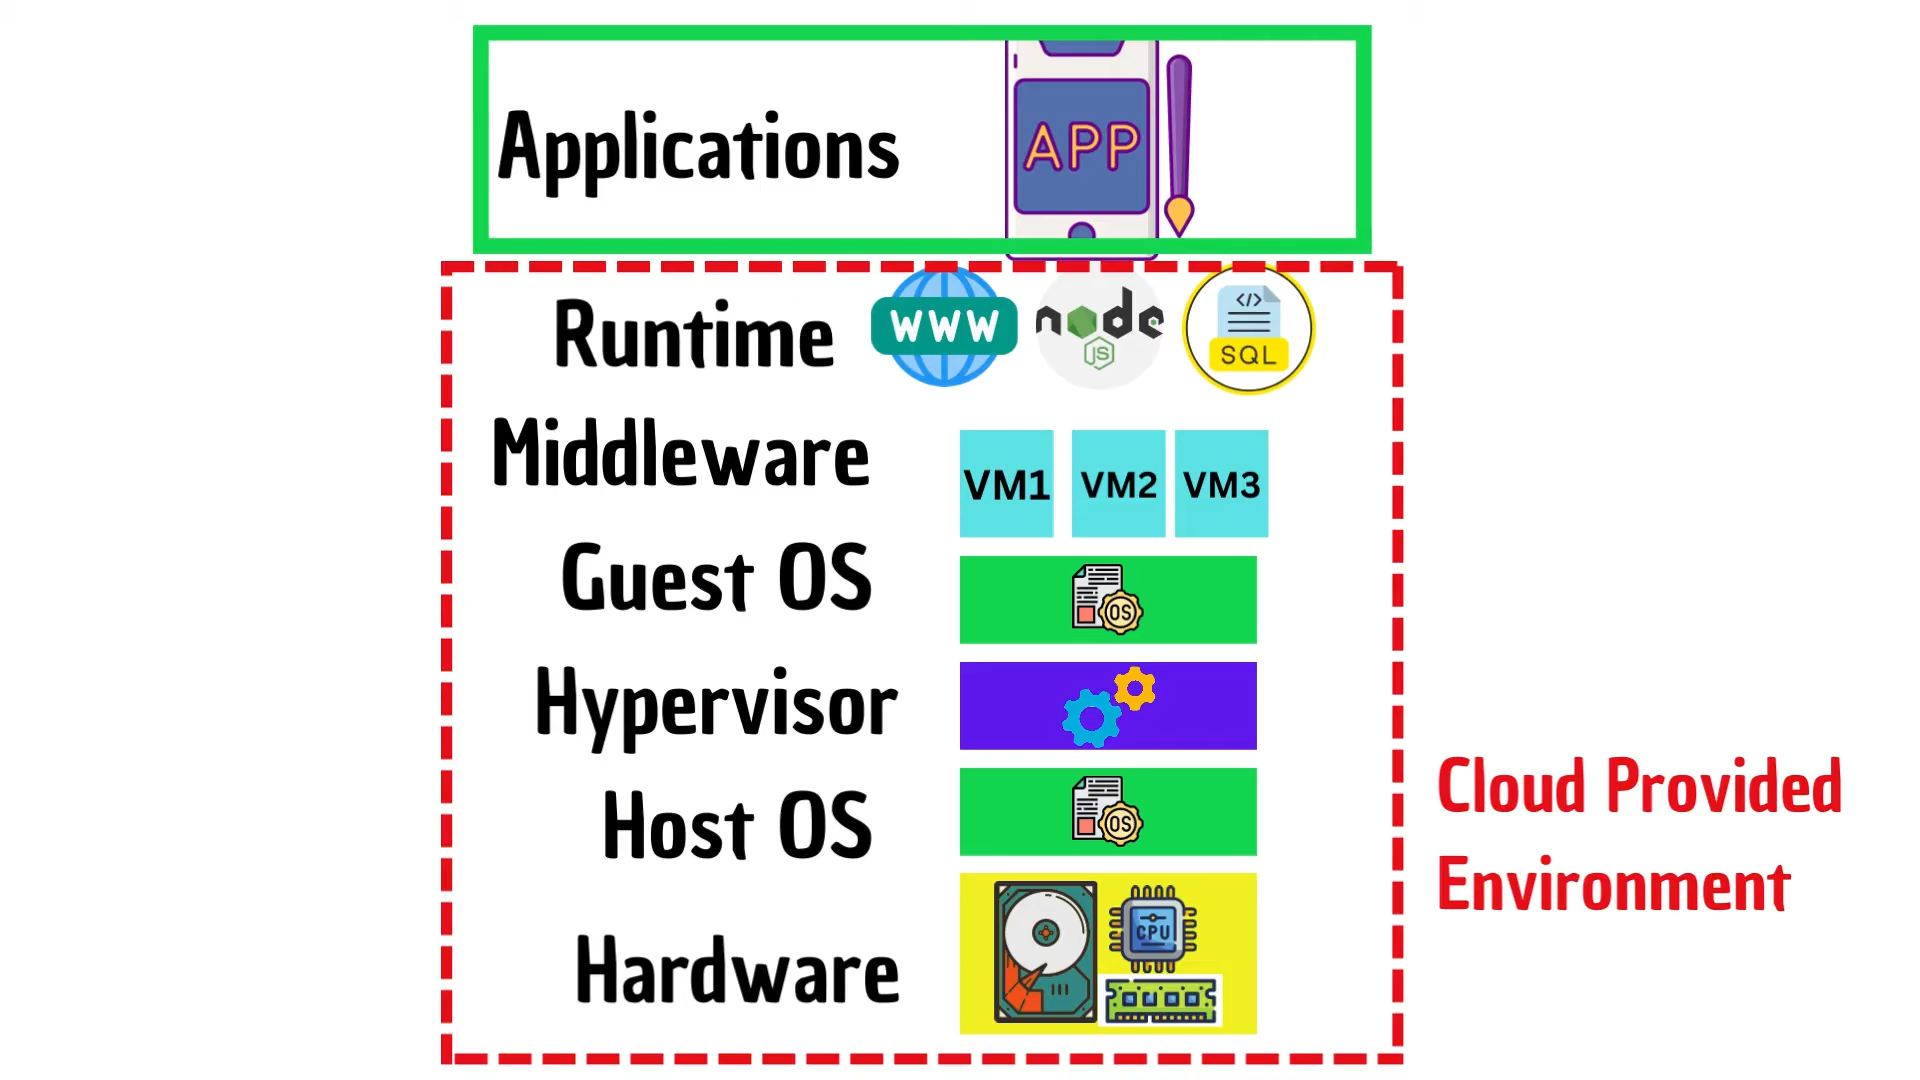 Applications
APP
Runtime
WWW
node
JS
</>
SQL
Middleware
VM1 VM2 VM3
Guest OS
OS
Hypervisor
Host OS
OS
Cloud Provided
Environment
Hardware
CPU